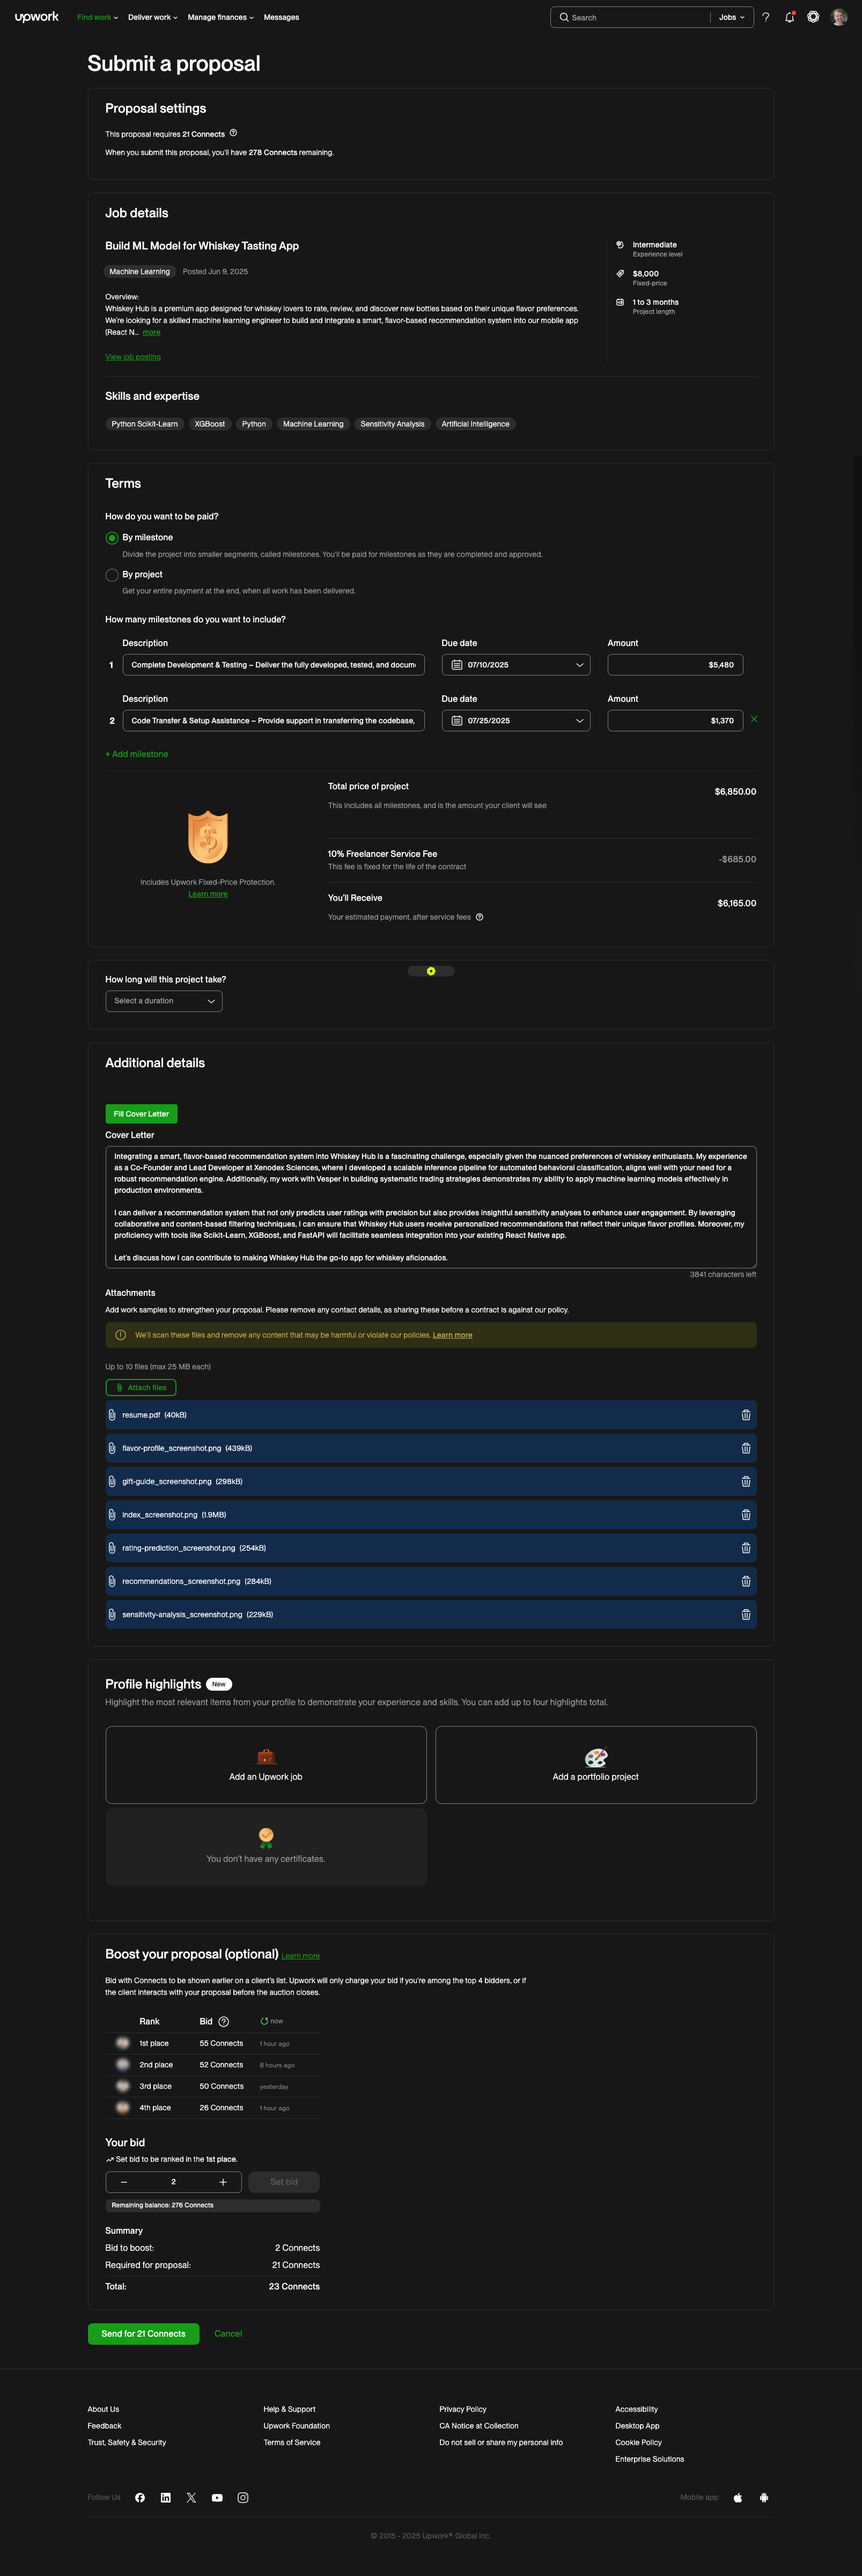 upwork
Find work
Deliver work
Manage finances
Messages
Search
Jobs
Submit a proposal
Proposal settings
This proposal requires 21 Connects
When you submit this proposal, you'll have 278 Connects remaining.
Job details
Build ML Model for Whiskey Tasting App
Machine Learning
Posted Jun 9, 2025
Overview:
Whiskey Hub is a premium app designed for whiskey lovers to rate, review, and discover new bottles based on their unique flavor preferences.
We're looking for a skilled machine learning engineer to build and integrate a smart, flavor-based recommendation system into our mobile app
(React N... more
View job posting
Intermediate
Experience level
$8,000
Fixed-price
1 to 3 months
Project length
Skills and expertise
Python Scikit-Learn
XGBoost
Python
Machine Learning
Sensitivity Analysis
Artificial Intelligence
Terms
How do you want to be paid?
By milestone
Divide the project into smaller segments, called milestones. You'll be paid for milestones as they are completed and approved.
By project
Get your entire payment at the end, when all work has been delivered.
How many milestones do you want to include?
Description
Due date
Amount
1
Complete Development & Testing – Deliver the fully developed, tested, and docum
07/10/2025
$5,480
Description
Due date
Amount
2
Code Transfer & Setup Assistance – Provide support in transferring the codebase,
07/25/2025
$1,370
+ Add milestone
Includes Upwork Fixed-Price Protection.
Learn more
Total price of project
$6,850.00
This includes all milestones, and is the amount your client will see
10% Freelancer Service Fee
-$685.00
This fee is fixed for the life of the contract
You'll Receive
$6,165.00
Your estimated payment, after service fees
How long will this project take?
Select a duration
Additional details
Fill Cover Letter
Cover Letter
Integrating a smart, flavor-based recommendation system into Whiskey Hub is a fascinating challenge, especially given the nuanced preferences of whiskey enthusiasts. My experience
as a Co-Founder and Lead Developer at Xenodex Sciences, where I developed a scalable inference pipeline for automated behavioral classification, aligns well with your need for a
robust recommendation engine. Additionally, my work with Vesper in building systematic trading strategies demonstrates my ability to apply machine learning models effectively in
production environments.
I can deliver a recommendation system that not only predicts user ratings with precision but also provides insightful sensitivity analyses to enhance user engagement. By leveraging
collaborative and content-based filtering techniques, I can ensure that Whiskey Hub users receive personalized recommendations that reflect their unique flavor profiles. Moreover, my
proficiency with tools like Scikit-Learn, XGBoost, and FastAPI will facilitate seamless integration into your existing React Native app.
Let's discuss how I can contribute to making Whiskey Hub the go-to app for whiskey aficionados.
3841 characters left
Attachments
Add work samples to strengthen your proposal. Please remove any contact details, as sharing these before a contract is against our policy.
We'll scan these files and remove any content that may be harmful or violate our policies. Learn more
Up to 10 files (max 25 MB each)
Attach files
resume.pdf (40kB)
flavor-profile_screenshot.png (439kB)
gift-guide_screenshot.png (298kB)
index_screenshot.png (1.9MB)
rating-prediction_screenshot.png (254kB)
recommendations_screenshot.png (284kB)
sensitivity-analysis_screenshot.png (229kB)
Profile highlights New
Highlight the most relevant items from your profile to demonstrate your experience and skills. You can add up to four highlights total.
Add an Upwork job
Add a portfolio project
You don't have any certificates.
Boost your proposal (optional) Learn more
Bid with Connects to be shown earlier on a client's list. Upwork will only charge your bid if you're among the top 4 bidders, or if
the client interacts with your proposal before the auction closes.
Rank
Bid
now
1st place
55 Connects
1 hour ago
2nd place
52 Connects
8 hours ago
3rd place
50 Connects
yesterday
4th place
26 Connects
1 hour ago
Your bid
Set bid to be ranked in the 1st place.
2
Set bid
Remaining balance: 276 Connects
Summary
Bid to boost:
2 Connects
Required for proposal:
21 Connects
Total:
23 Connects
Send for 21 Connects
Cancel
About Us
Help & Support
Privacy Policy
Accessibility
Feedback
Upwork Foundation
CA Notice at Collection
Desktop App
Trust, Safety & Security
Terms of Service
Do not sell or share my personal info
Cookie Policy
Enterprise Solutions
Follow Us
Mobile app
© 2015 - 2025 Upwork® Global Inc.